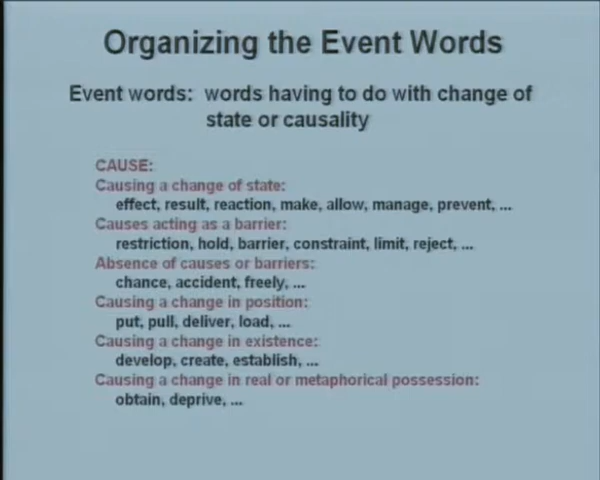 Organizing the Event Words
Event words: words having to do with change of
state or causality
CAUSE:
Causing a change of state:
effect, result, reaction, make, allow, manage, prevent, ...
Causes acting as a barrier:
restriction, hold, barrier, constraint, limit, reject, ...
Absence of causes or barriers:
chance, accident, freely, ...
Causing a change in position:
put, pull, deliver, load, ...
Causing a change in existence:
develop, create, establish, ...
Causing a change in real or metaphorical possession:
obtain, deprive, ...